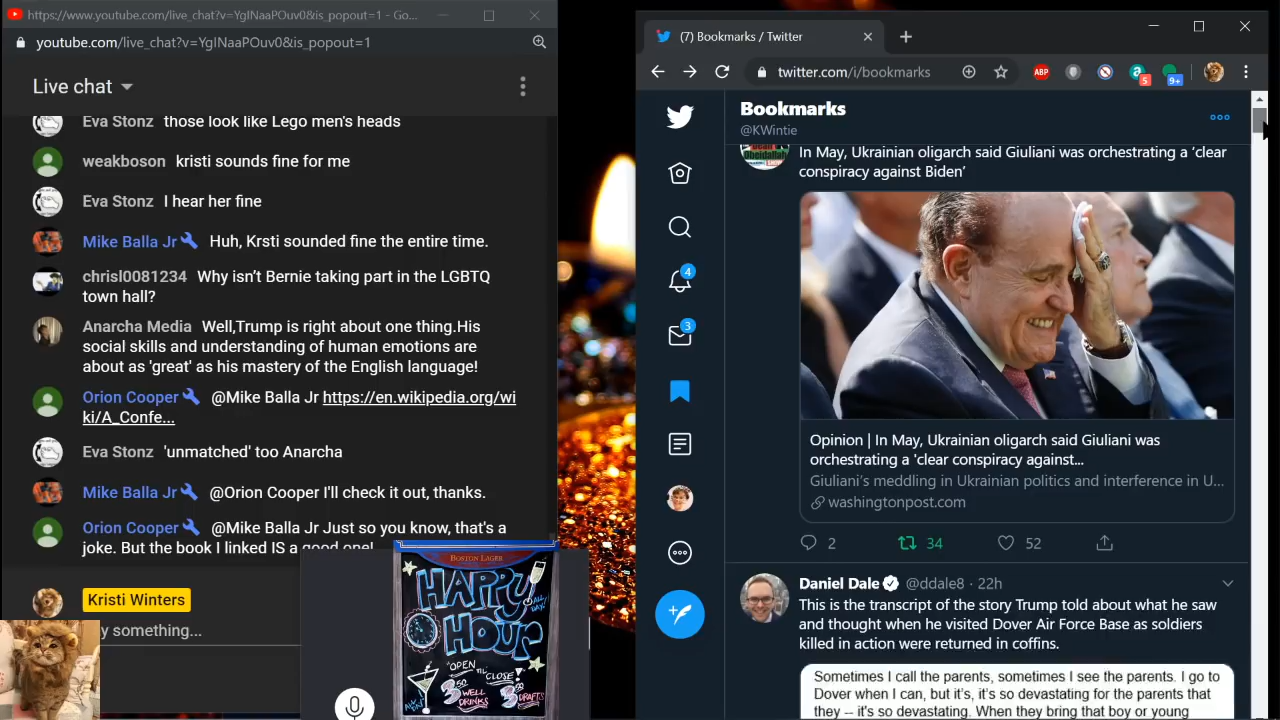 https://www.youtube.com/live_chat?v=YgINaaPOuv0&is_popout=1 - Go...
youtube.com/live_chat?v=YgINaaPOuv0&is_popout=1
Live chat
Eva Stonz those look like Lego men's heads
weakboson kristi sounds fine for me
Eva Stonz I hear her fine
Mike Balla Jr Huh, Krsti sounded fine the entire time.
chrisl0081234 Why isn't Bernie taking part in the LGBTQ
town hall?
Anarcha Media Well,Trump is right about one thing.His
social skills and understanding of human emotions are
about as 'great' as his mastery of the English language!
Orion Cooper @Mike Balla Jr https://en.wikipedia.org/wi
ki/A_Confe...
Eva Stonz 'unmatched' too Anarcha
Mike Balla Jr @Orion Cooper I'll check it out, thanks.
Orion Cooper @Mike Balla Jr Just so you know, that's a
joke. But the book I linked IS a good one!
Kristi Winters
y something...
BOSTON LAGER
HAPPY
ALL
DAY!
HOUR
"OPEN
TIL
CLOSE!"
3.50
WELL
DRINKS
3
DRAFTS
(7) Bookmarks / Twitter
twitter.com/i/bookmarks
ABP
5
9+
Bookmarks
@KWintie
4
3
In May, Ukrainian oligarch said Giuliani was orchestrating a 'clear
conspiracy against Biden'
Opinion | In May, Ukrainian oligarch said Giuliani was
orchestrating a 'clear conspiracy against...
Giuliani's meddling in Ukrainian politics and interference in U...
washingtonpost.com
2 34 52
Daniel Dale @ddale8 · 22h
This is the transcript of the story Trump told about what he saw
and thought when he visited Dover Air Force Base as soldiers
killed in action were returned in coffins.
Sometimes I call the parents, sometimes I see the parents. I go to
Dover when I can, but it's, it's so devastating for the parents that
they -- it's so devastating. When they bring that boy or young